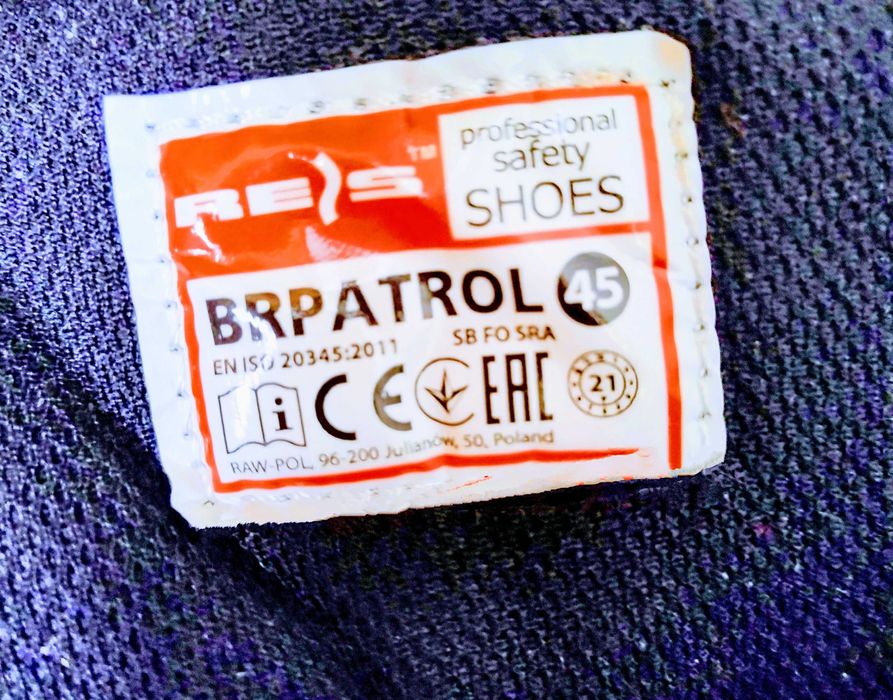 REIS™
professional
safety
SHOES
BRPATROL 45
SB FO SRA
EN ISO 20345:2011
i CE EAC 21
RAW-POL, 96-200 Julianów, 50, Poland